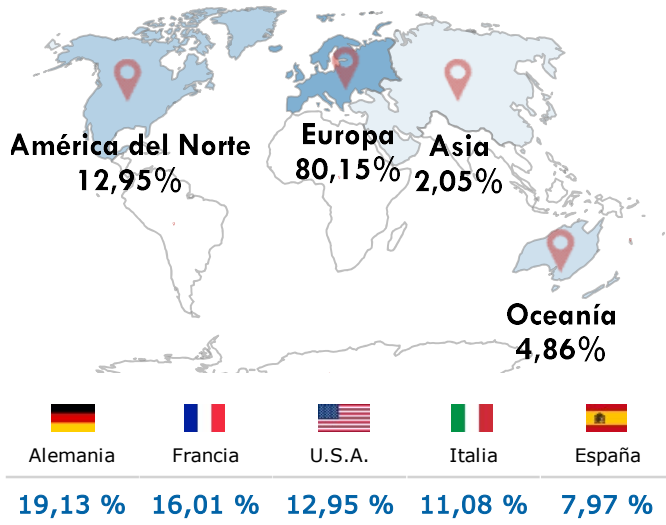 América del Norte
12,95%
Europa
80,15%
Asia
2,05%
Oceanía
4,86%
Alemania Francia U.S.A. Italia España
19,13 % 16,01 % 12,95 % 11,08 % 7,97 %